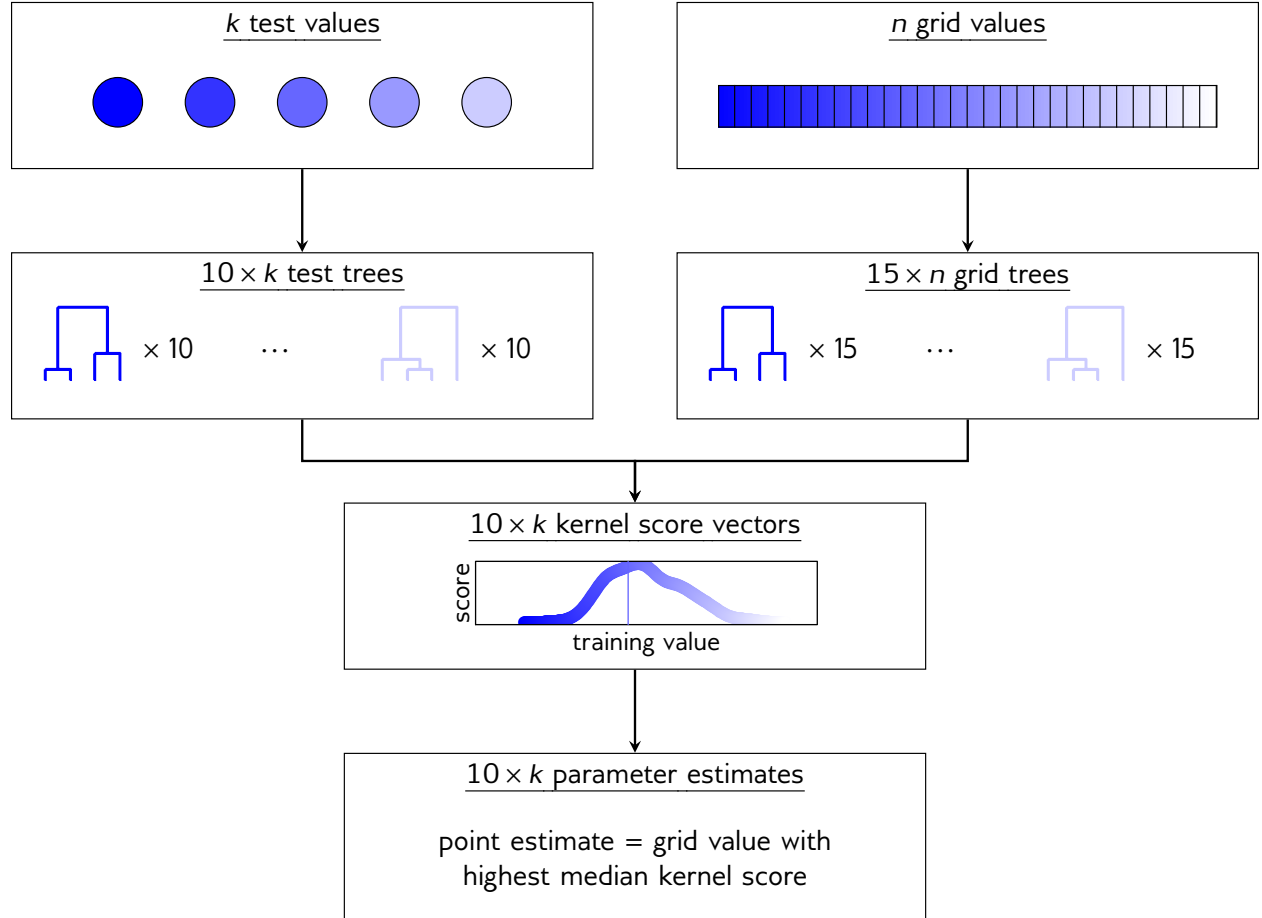 k test values
n grid values
10 × k test trees
× 10 ... × 10
15 × n grid trees
× 15 ... × 15
10 × k kernel score vectors
score
training value
10 × k parameter estimates
point estimate = grid value with
highest median kernel score